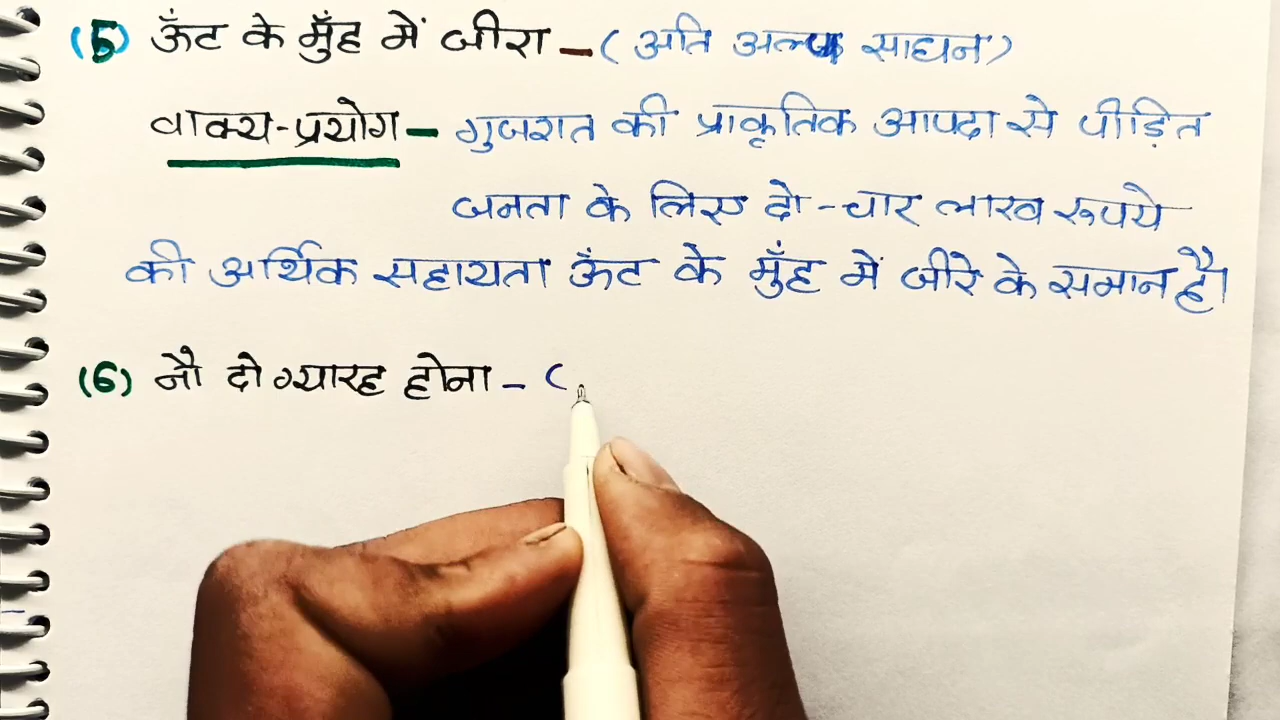 (5) ऊँट के मुँह में जीरा – ( अति अल्प साधन )
वाक्य-प्रयोग – गुजरात की प्राकृतिक आपदा से पीड़ित
जनता के लिए दो-चार लाख रुपये
की आर्थिक सहायता ऊँट के मुँह में जीरे के समान है।
(6) नौ दो ग्यारह होना – (